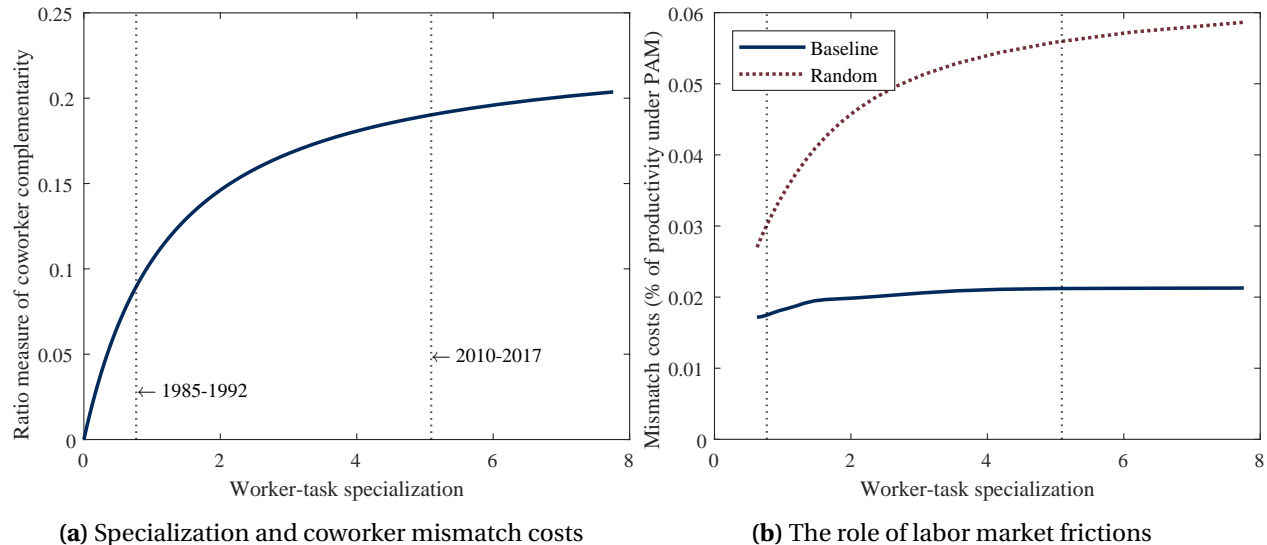 0.25
0.2
0.15
0.1
0.05
0
Ratio measure of coworker complementarity
← 2010-2017
← 1985-1992
0 2 4 6 8
Worker-task specialization
(a) Specialization and coworker mismatch costs
0.06
0.05
0.04
0.03
0.02
0.01
0
Mismatch costs (% of productivity under PAM)
Baseline
Random
0 2 4 6 8
Worker-task specialization
(b) The role of labor market frictions